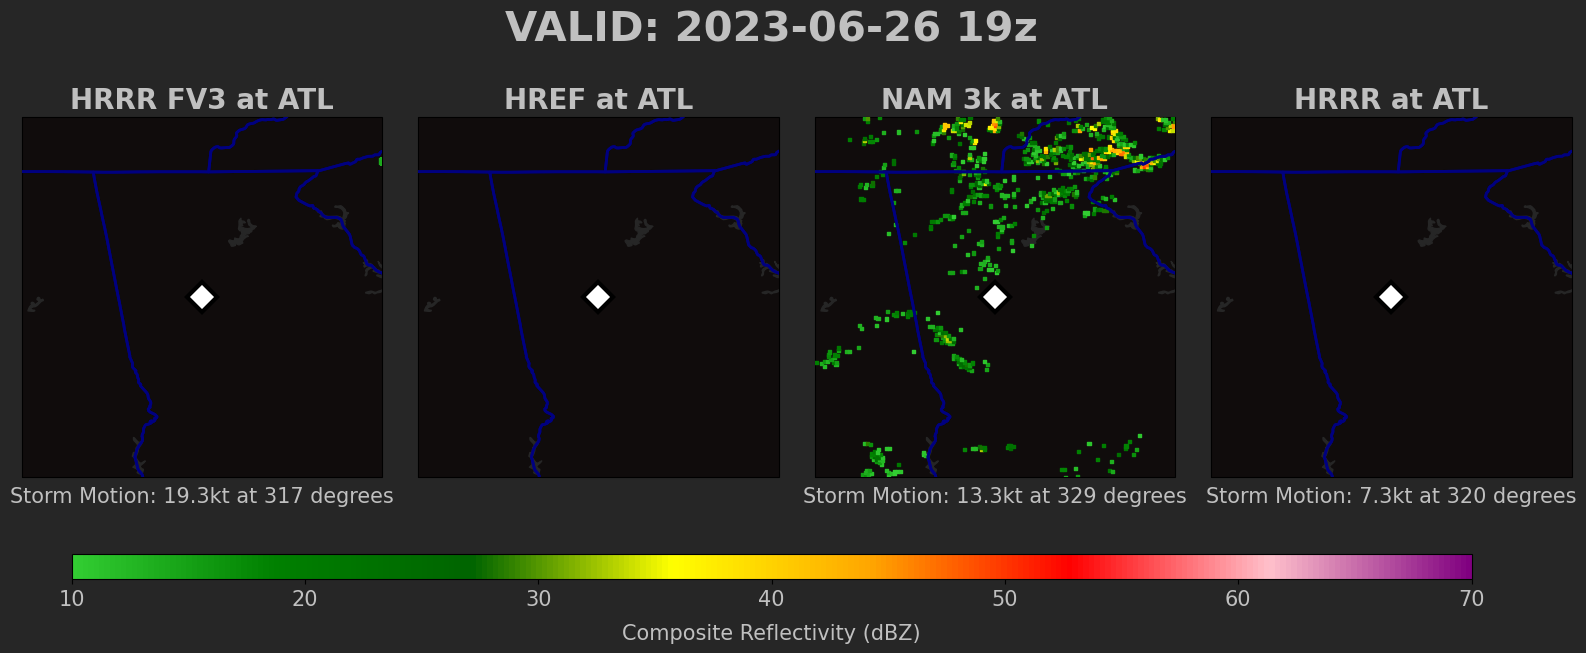 VALID: 2023-06-26 19z
HRRR FV3 at ATL
HREF at ATL
NAM 3k at ATL
HRRR at ATL
Storm Motion: 19.3kt at 317 degrees
Storm Motion: 13.3kt at 329 degrees
Storm Motion: 7.3kt at 320 degrees
10 20 30 40 50 60 70
Composite Reflectivity (dBZ)